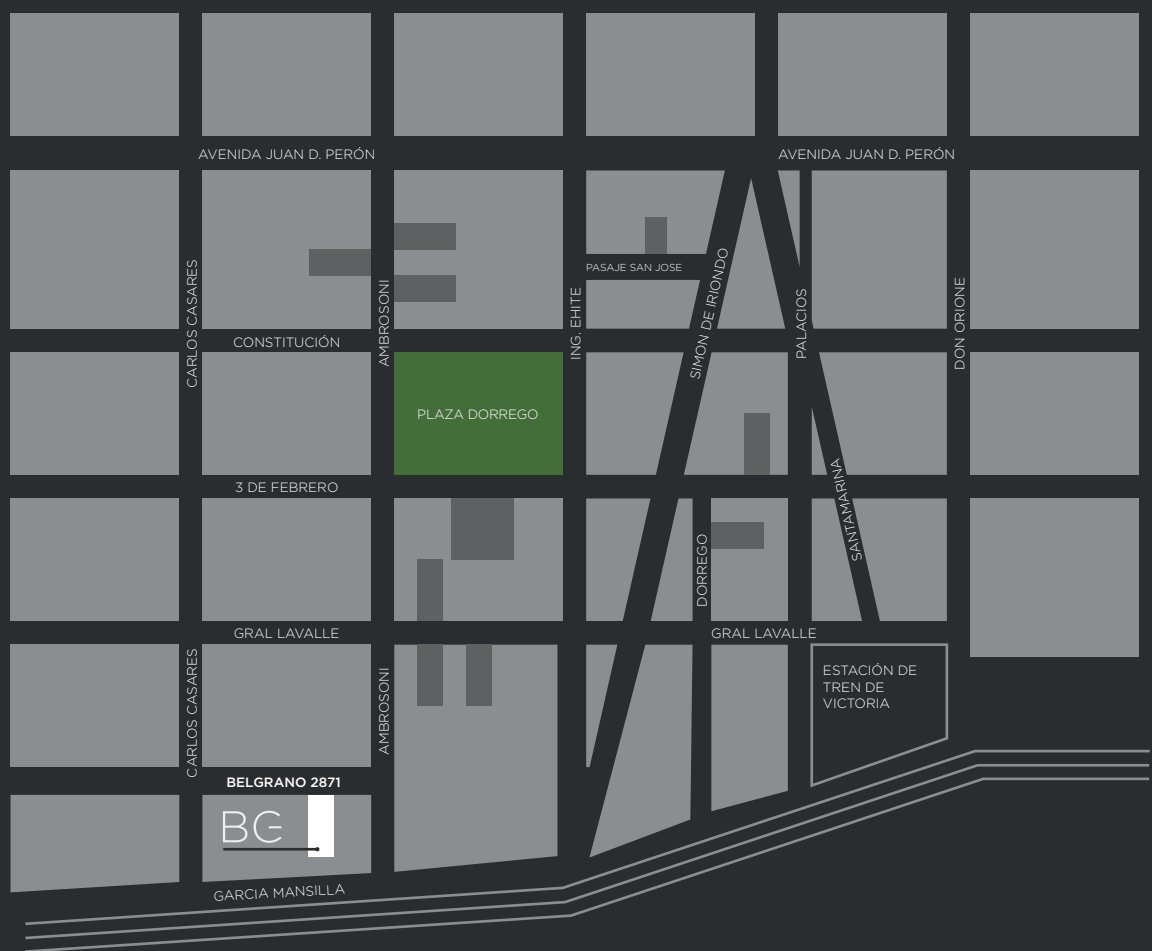 AVENIDA JUAN D. PERÓN
AVENIDA JUAN D. PERÓN
CARLOS CASARES
AMBROSONI
ING. EHITE
PASAJE SAN JOSE
SIMON DE IRIONDO
PALACIOS
DON ORIONE
CONSTITUCIÓN
PLAZA DORREGO
3 DE FEBRERO
SANTAMARINA
DORREGO
GRAL LAVALLE
GRAL LAVALLE
CARLOS CASARES
AMBROSONI
ESTACIÓN DE
TREN DE
VICTORIA
BELGRANO 2871
BG
GARCIA MANSILLA